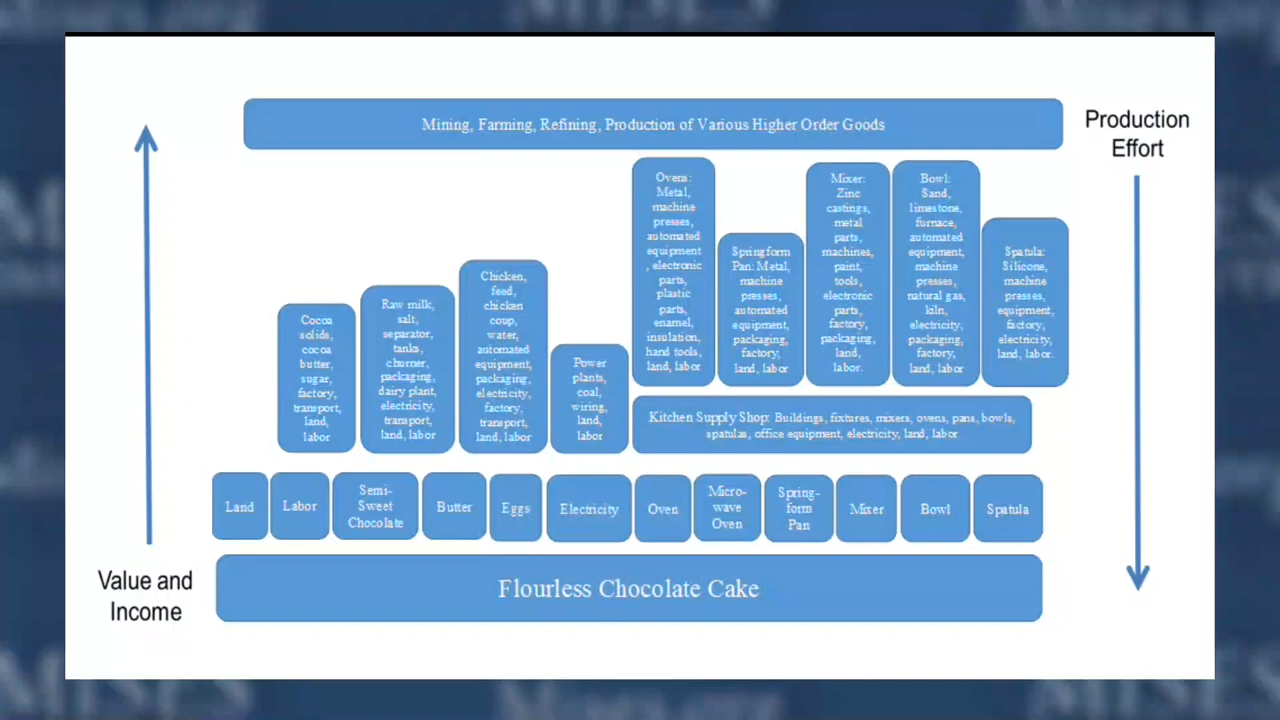 Mining, Farming, Refining, Production of Various Higher Order Goods
Production
Effort
Ovens:
Metal,
machine
presses,
automated
equipment
, electronic
parts,
plastic
parts,
enamel,
insulation,
hand tools,
land, labor
Springform
Pan: Metal,
machine
presses,
automated
equipment,
packaging,
factory,
land, labor
Mixer:
Zinc
castings,
metal
parts,
machines,
paint,
tools,
electronic
parts,
factory,
packaging,
land,
labor.
Bowl:
Sand,
limestone,
furnace,
automated
equipment,
machine
presses,
natural gas,
kiln,
electricity,
packaging,
factory,
land, labor
Spatula:
Silicone,
machine
presses,
equipment,
factory,
electricity,
land, labor.
Cocoa
solids,
cocoa
butter,
sugar,
factory,
transport,
land,
labor
Raw milk,
salt,
separator,
tanks,
churner,
packaging,
dairy plant,
electricity,
transport,
land, labor
Chicken,
feed,
chicken
coup,
water,
automated
equipment,
packaging,
electricity,
factory,
transport,
land, labor
Power
plants,
coal,
wiring,
land,
labor
Kitchen Supply Shop: Buildings, fixtures, mixers, ovens, pans, bowls,
spatulas, office equipment, electricity, land, labor
Land
Labor
Semi-
Sweet
Chocolate
Butter
Eggs
Electricity
Oven
Micro-
wave
Oven
Spring-
form
Pan
Mixer
Bowl
Spatula
Value and
Income
Flourless Chocolate Cake
MISES